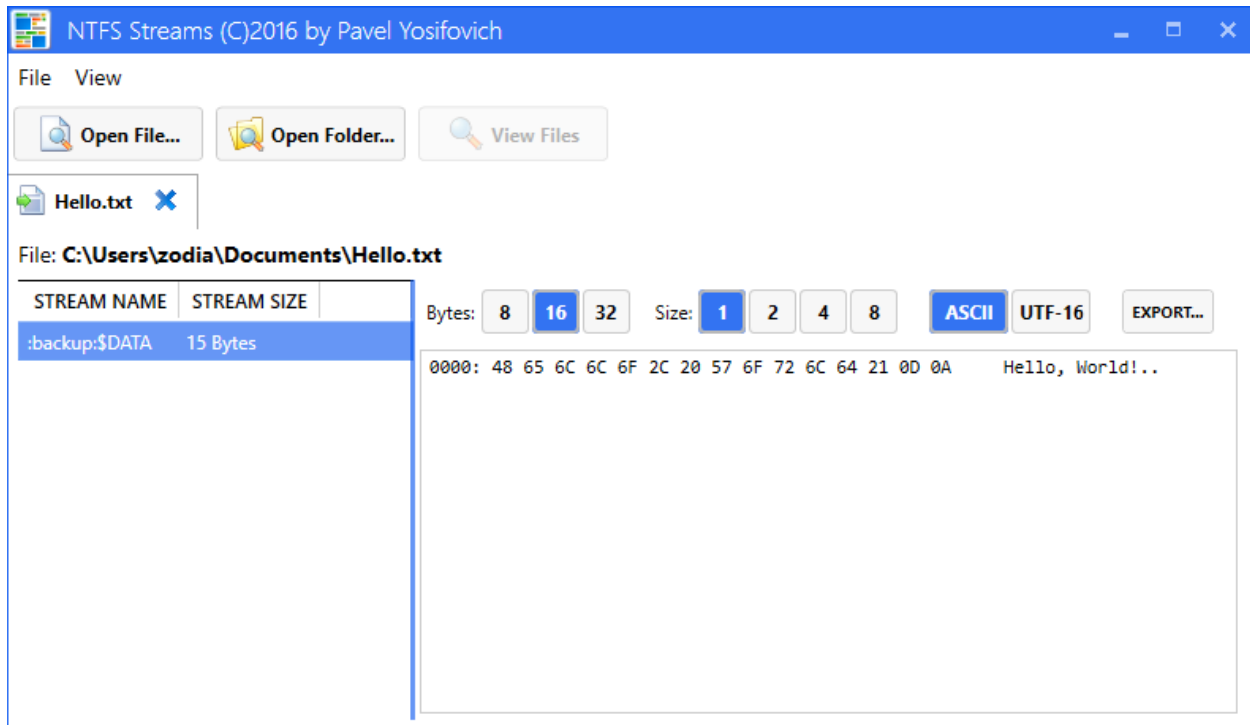 NTFS Streams (C)2016 by Pavel Yosifovich
File View
Open File... Open Folder... View Files
Hello.txt
File: C:\Users\zodia\Documents\Hello.txt
STREAM NAME STREAM SIZE Bytes: 8 16 32 Size: 1 2 4 8 ASCII UTF-16 EXPORT...
:backup:$DATA 15 Bytes
0000: 48 65 6C 6C 6F 2C 20 57 6F 72 6C 64 21 0D 0A Hello, World!..